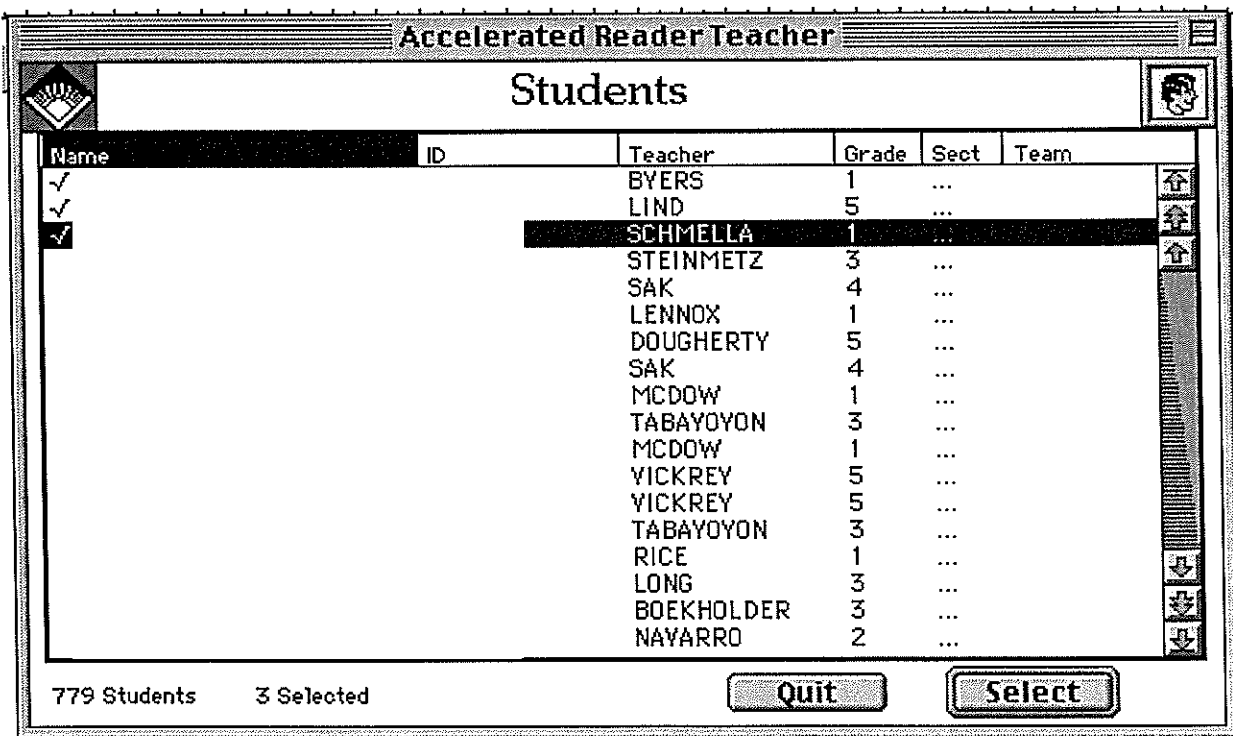 Accelerated Reader Teacher
Students
Name ID Teacher Grade Sect Team
√ BYERS 1 ...
√ LIND 5 ...
√ SCHMELLA 1 ...
STEINMETZ 3 ...
SAK 4 ...
LENNOX 1 ...
DOUGHERTY 5 ...
SAK 4 ...
MCDOW 1 ...
TABAYOYON 3 ...
MCDOW 1 ...
VICKREY 5 ...
VICKREY 5 ...
TABAYOYON 3 ...
RICE 1 ...
LONG 3 ...
BOEKHOLDER 3 ...
NAVARRO 2 ...
779 Students 3 Selected Quit Select